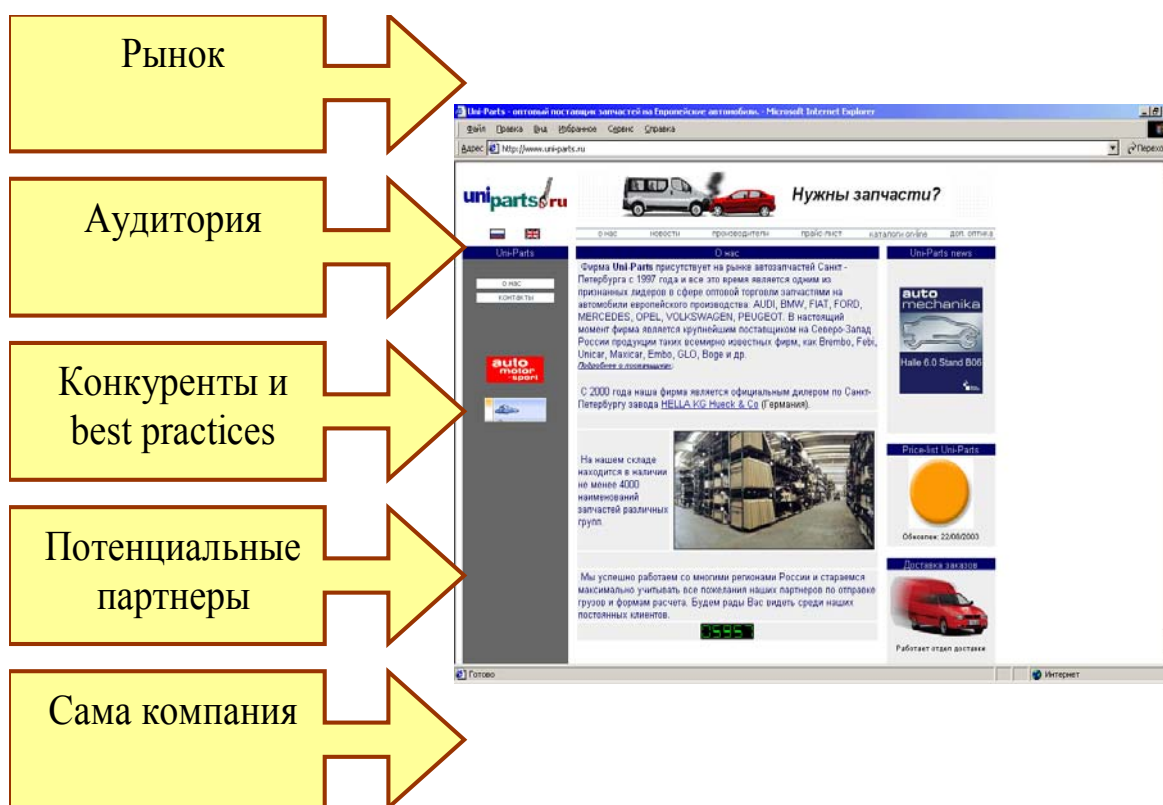 Рынок
Аудитория
Конкуренты и
best practices
Потенциальные
партнеры
Сама компания
Uni-Parts - оптовый поставщик запчастей на Европейские автомобили. - Microsoft Internet Explorer
Файл Правка Вид Избранное Сервис Справка
Адрес http://www.uni-parts.ru Перехо
uniparts.ru
Нужны запчасти?
о нас новости производители прайс-лист каталоги online доп. оптика
Uni-Parts
о нас
контакты
auto
motor
sport
О нас
Фирма Uni-Parts присутствует на рынке автозапчастей Санкт -
Петербурга с 1997 года и все это время является одним из
признанных лидеров в сфере оптовой торговли запчастями на
автомобили европейского производства: AUDI, BMW, FIAT, FORD,
MERCEDES, OPEL, VOLKSWAGEN, PEUGEOT. В настоящий
момент фирма является крупнейшим поставщиком на Северо-Запад
России продукции таких всемирно известных фирм, как Brembo, Febi,
Unicar, Maxicar, Embo, GLO, Boge и др.
Подробнее о поставщиках.
С 2000 года наша фирма является официальным дилером по Санкт-
Петербургу завода HELLA KG Hueck & Co (Германия).
На нашем складе
находится в наличии
не менее 4000
наименований
запчастей различных
групп.
Мы успешно работаем со многими регионами России и стараемся
максимально учитывать все пожелания наших партнеров по отправке
грузов и формам расчета. Будем рады Вас видеть среди наших
постоянных клиентов.
Uni-Parts news
auto
mechanika
Halle 6.0 Stand B06
Price-list Uni-Parts
Обновлен: 22/08/2003
Доставка заказов
Работает отдел доставки
Готово
Интернет